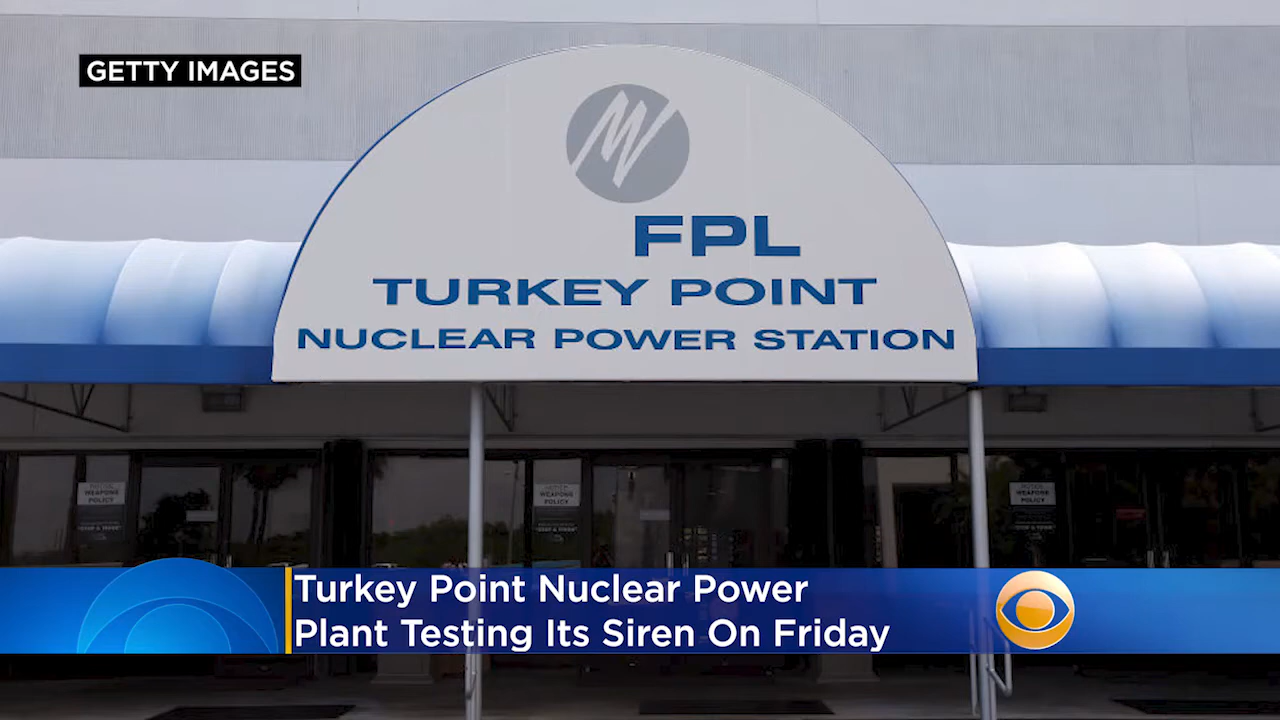 GETTY IMAGES
FPL
TURKEY POINT
NUCLEAR POWER STATION
WEAPONS
POLICY
WEAPONS
POLICY
WEAPONS
POLICY
Turkey Point Nuclear Power
Plant Testing Its Siren On Friday